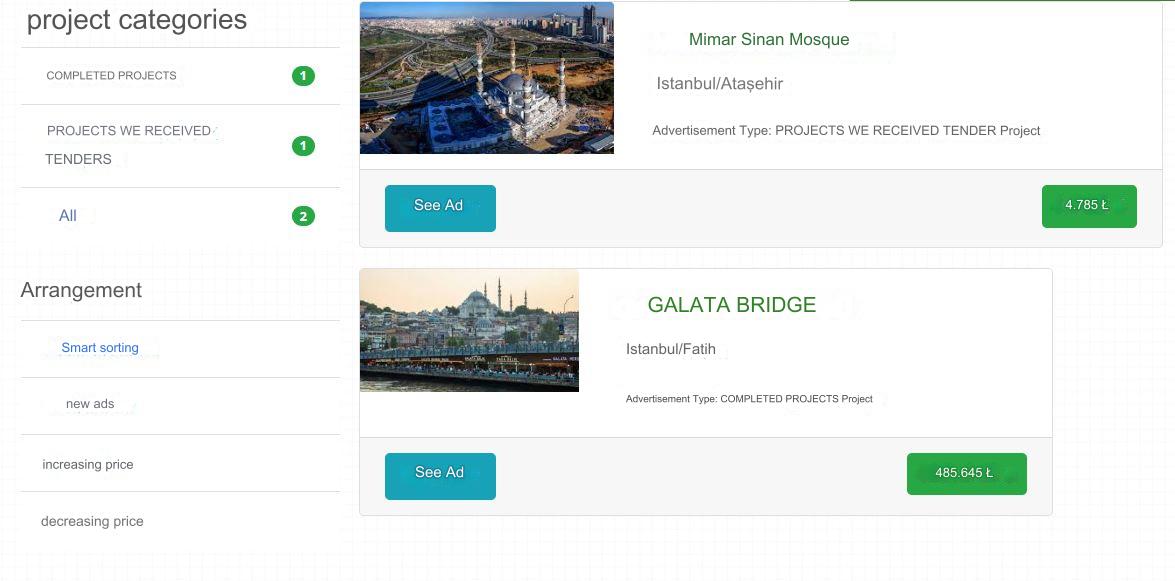 project categories
COMPLETED PROJECTS
1
PROJECTS WE RECEIVED
TENDERS
1
All
2
Arrangement
Smart sorting
new ads
increasing price
decreasing price
Mimar Sinan Mosque
Istanbul/Ataşehir
Advertisement Type: PROJECTS WE RECEIVED TENDER Project
See Ad
4.785 Ł
GALATA BRIDGE
Istanbul/Fatih
Advertisement Type: COMPLETED PROJECTS Project
See Ad
485.645 Ł